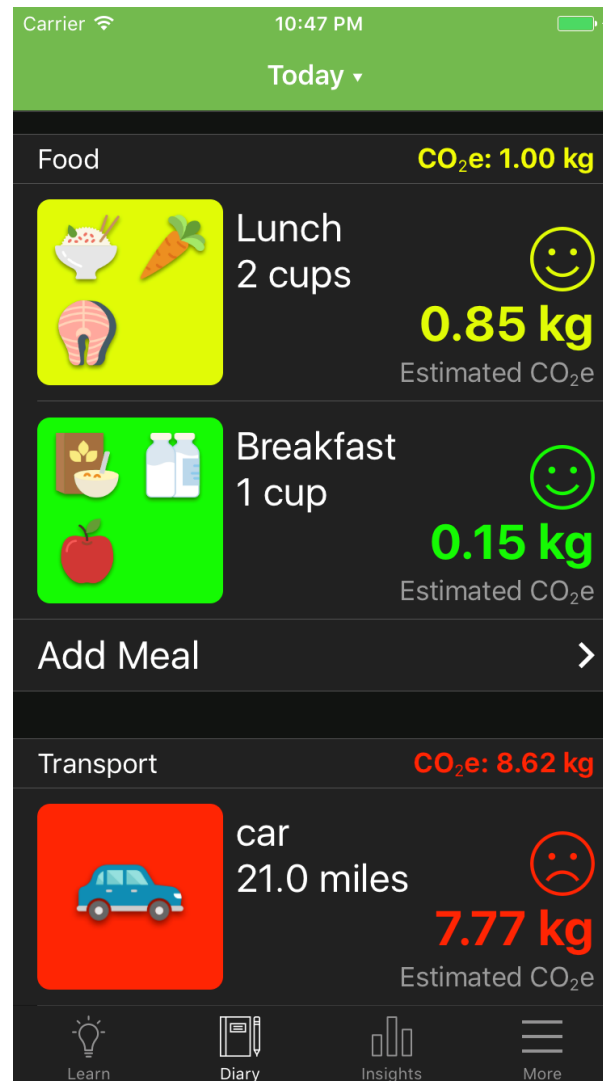 Carrier 10:47 PM
Today ▾
Food CO₂e: 1.00 kg
Lunch
2 cups
0.85 kg
Estimated CO₂e
Breakfast
1 cup
0.15 kg
Estimated CO₂e
Add Meal
Transport CO₂e: 8.62 kg
car
21.0 miles
7.77 kg
Estimated CO₂e
Learn Diary Insights More